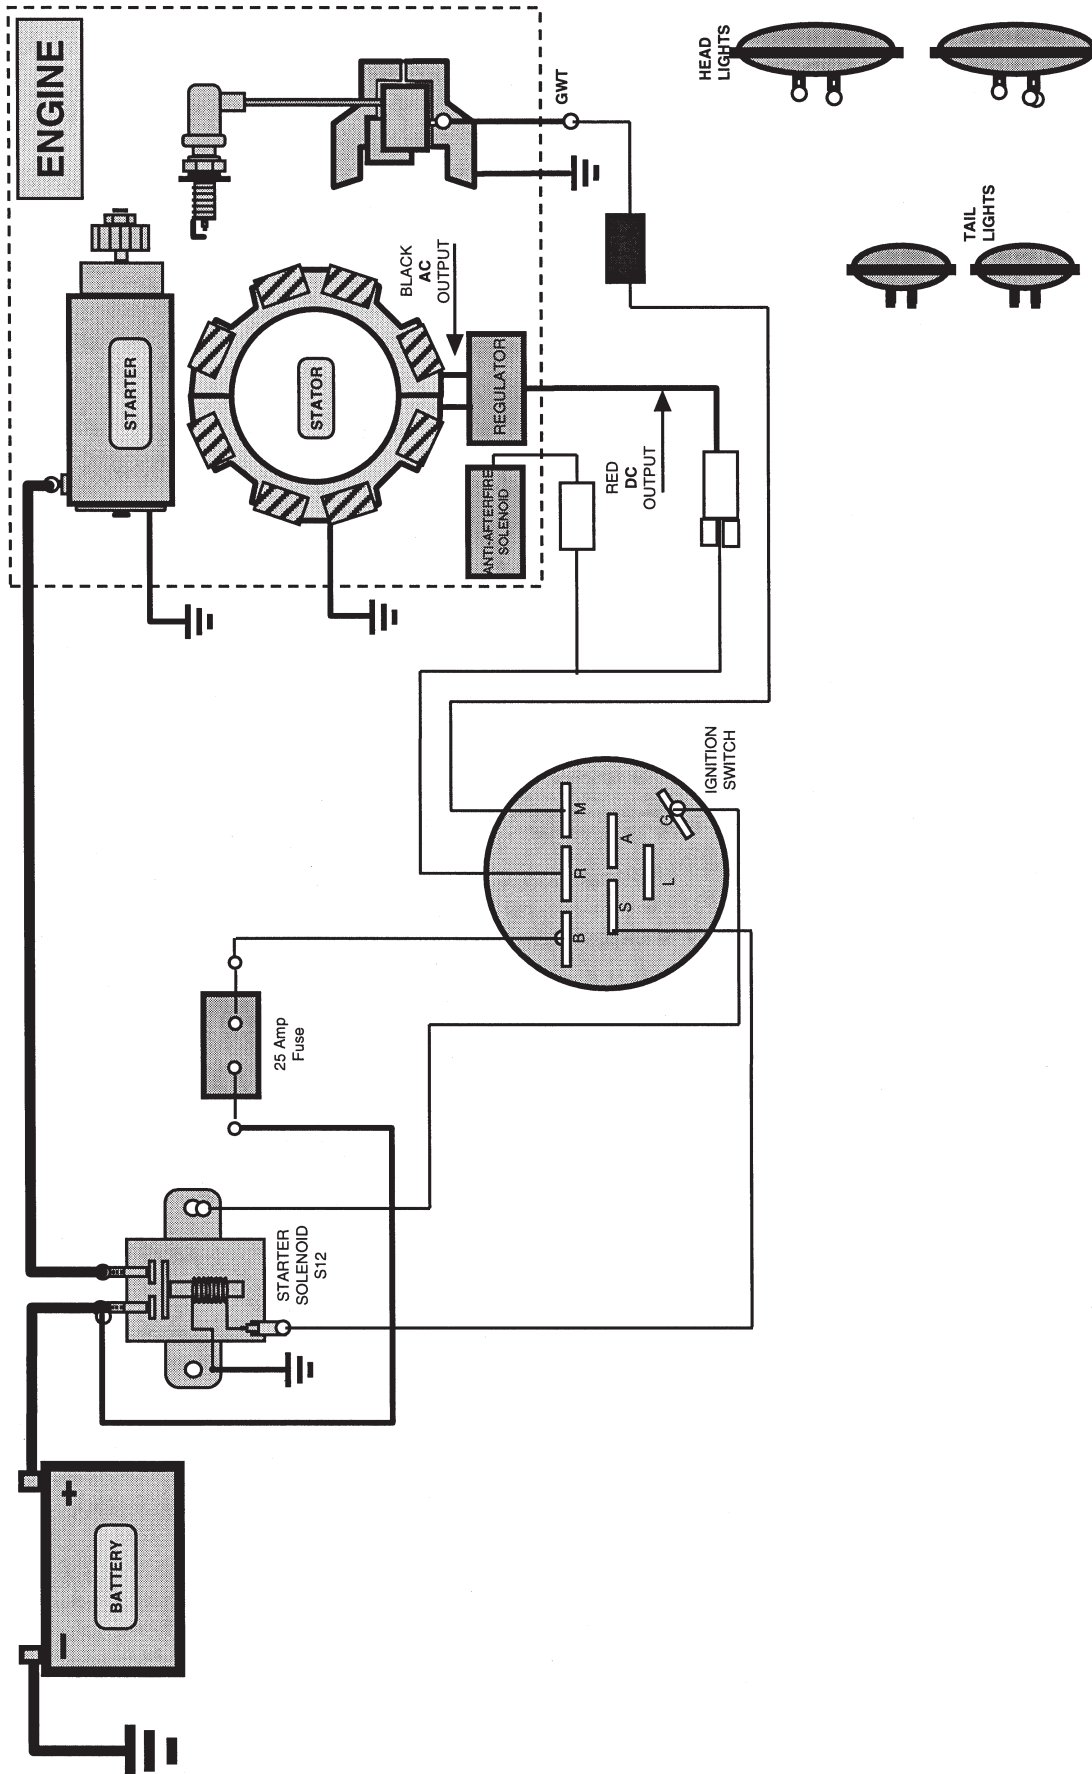 ENGINE
HEAD
LIGHTS
GWT
TAIL
LIGHTS
BLACK
AC
OUTPUT
STARTER
STATOR
REGULATOR
ANTI-AFTERFIRE
SOLENOID
RED
DC
OUTPUT
IGNITION
SWITCH
M
G
R
A
L
S
B
25 Amp
Fuse
STARTER
SOLENOID
S12
+
BATTERY
−